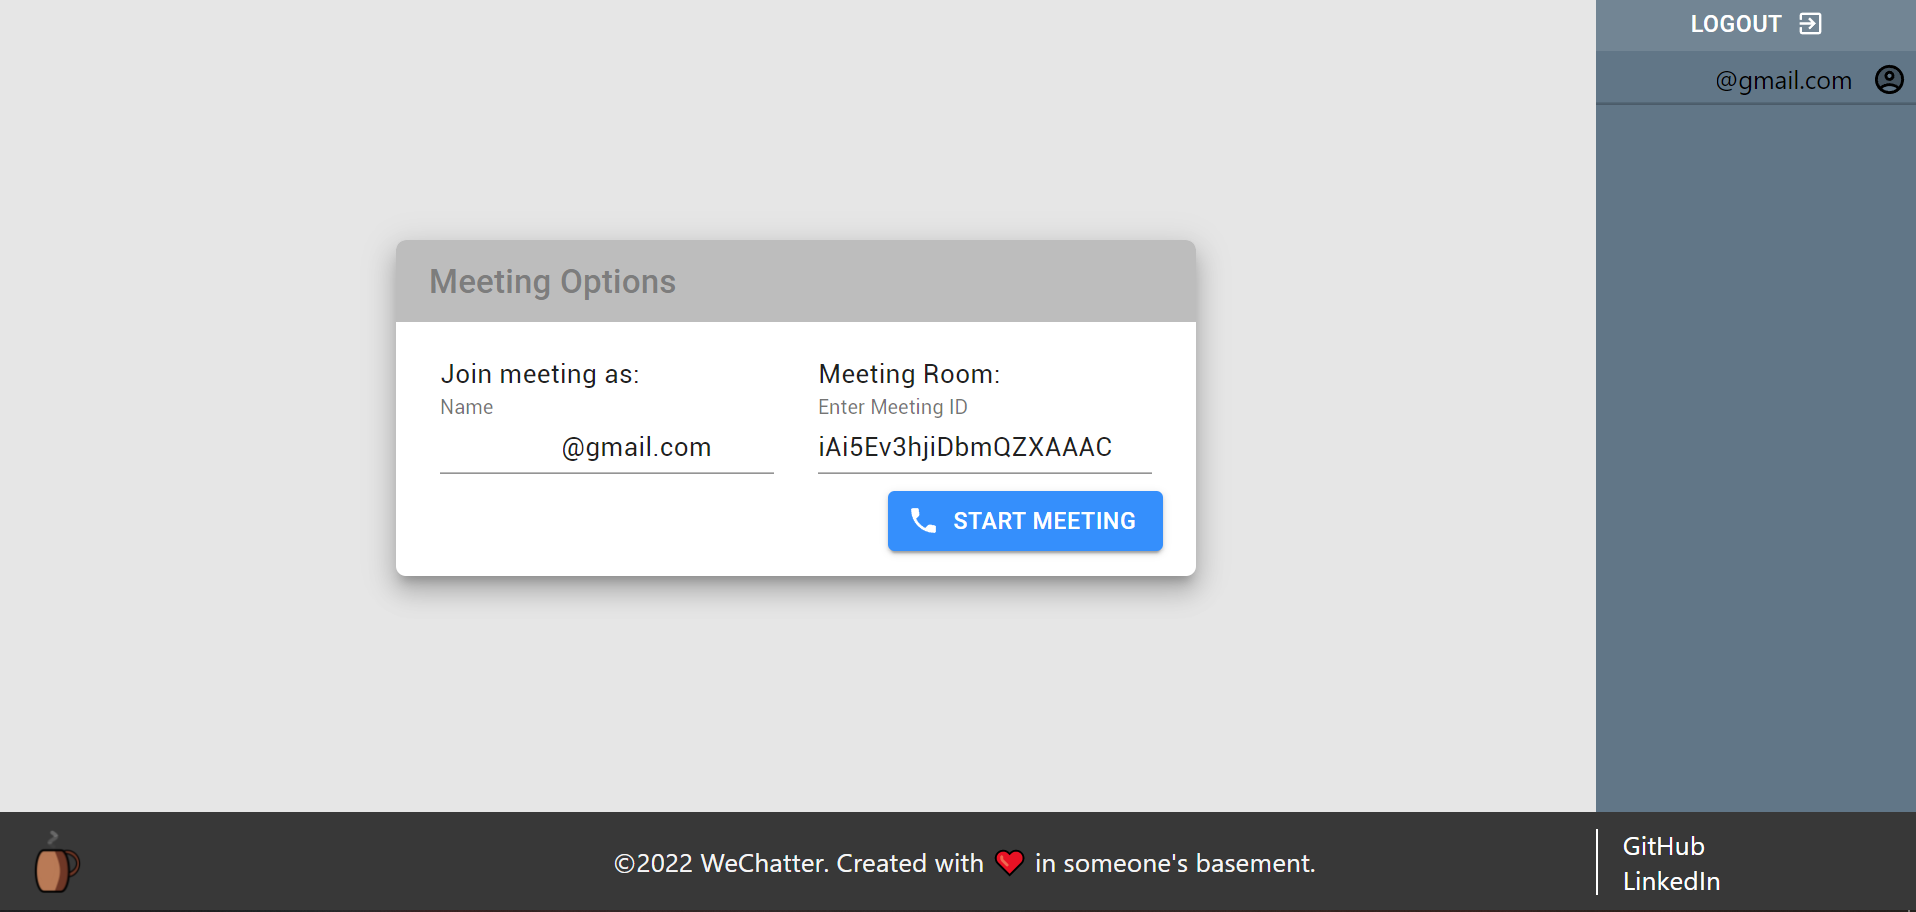 LOGOUT
@gmail.com
Meeting Options
Join meeting as:
Name
@gmail.com
Meeting Room:
Enter Meeting ID
iAi5Ev3hjiDbmQZXAAAC
START MEETING
©2022 WeChatter. Created with ❤️ in someone's basement.
GitHub
LinkedIn